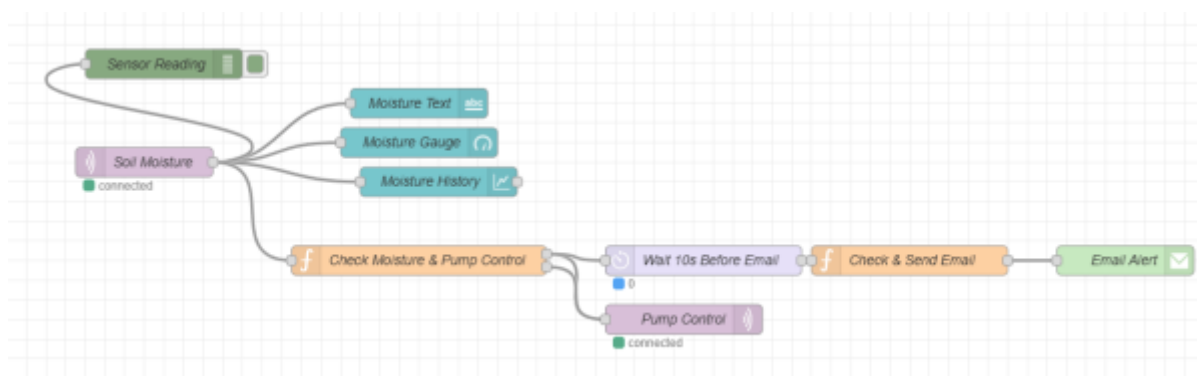 Sensor Reading
Moisture Text abc
Moisture Gauge
Soil Moisture
connected
Moisture History
Check Moisture & Pump Control
Wait 10s Before Email
Check & Send Email
Email Alert
0
Pump Control
connected